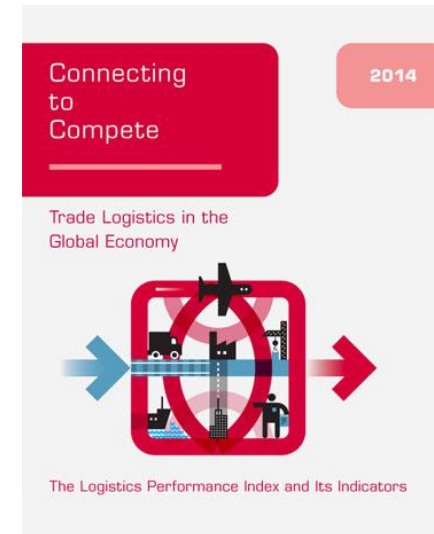 Connecting
to
Compete
2014
Trade Logistics in the
Global Economy
The Logistics Performance Index and Its Indicators